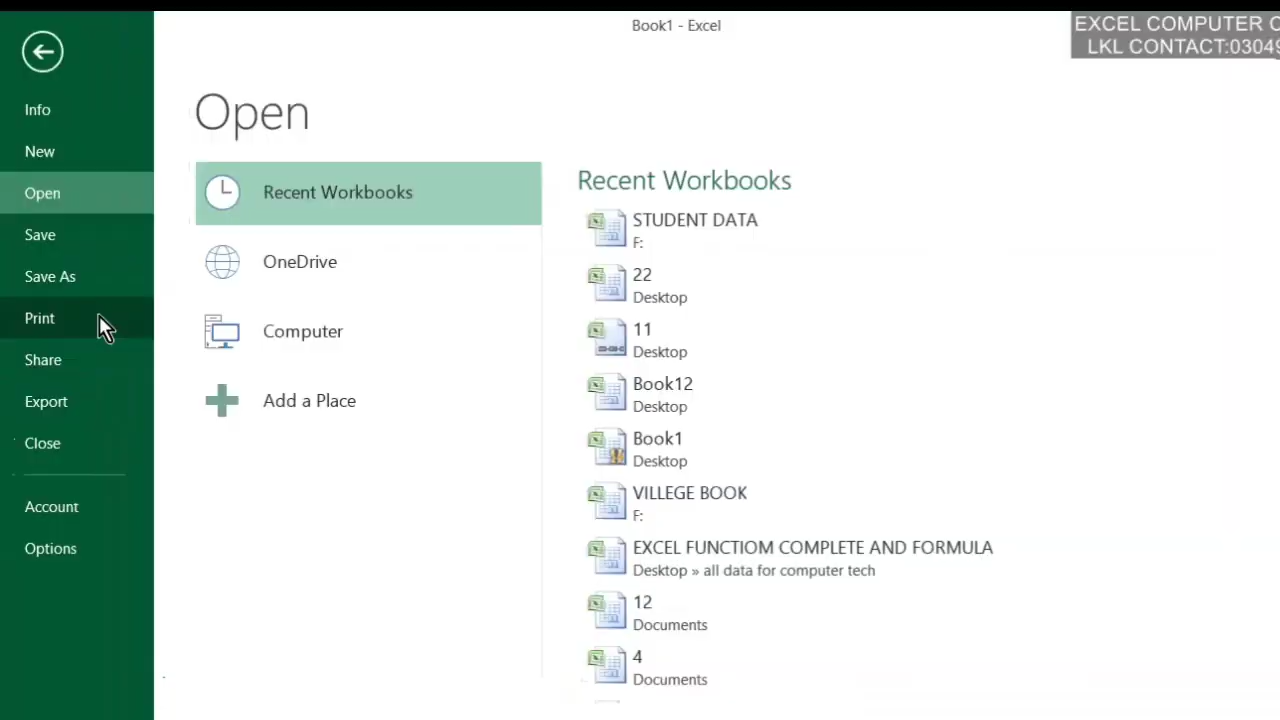 Book1 - Excel
EXCEL COMPUTER
LKL CONTACT:0304
Info
New
Open
Save
Save As
Print
Share
Export
Close
Account
Options
Open
Recent Workbooks
OneDrive
Computer
Add a Place
Recent Workbooks
STUDENT DATA
F:
22
Desktop
11
Desktop
Book12
Desktop
Book1
Desktop
VILLEGE BOOK
F:
EXCEL FUNCTIOM COMPLETE AND FORMULA
Desktop » all data for computer tech
12
Documents
4
Documents